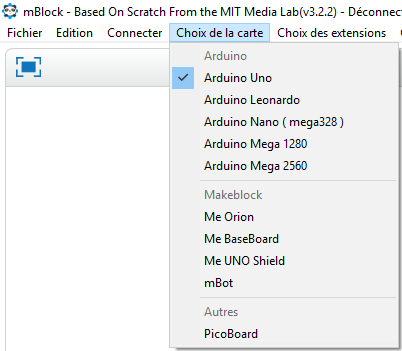 mBlock - Based On Scratch From the MIT Media Lab(v3.2.2) - Déconnect
Fichier Edition Connecter Choix de la carte Choix des extensions
Arduino
Arduino Uno
Arduino Leonardo
Arduino Nano ( mega328 )
Arduino Mega 1280
Arduino Mega 2560
Makeblock
Me Orion
Me BaseBoard
Me UNO Shield
mBot
Autres
PicoBoard